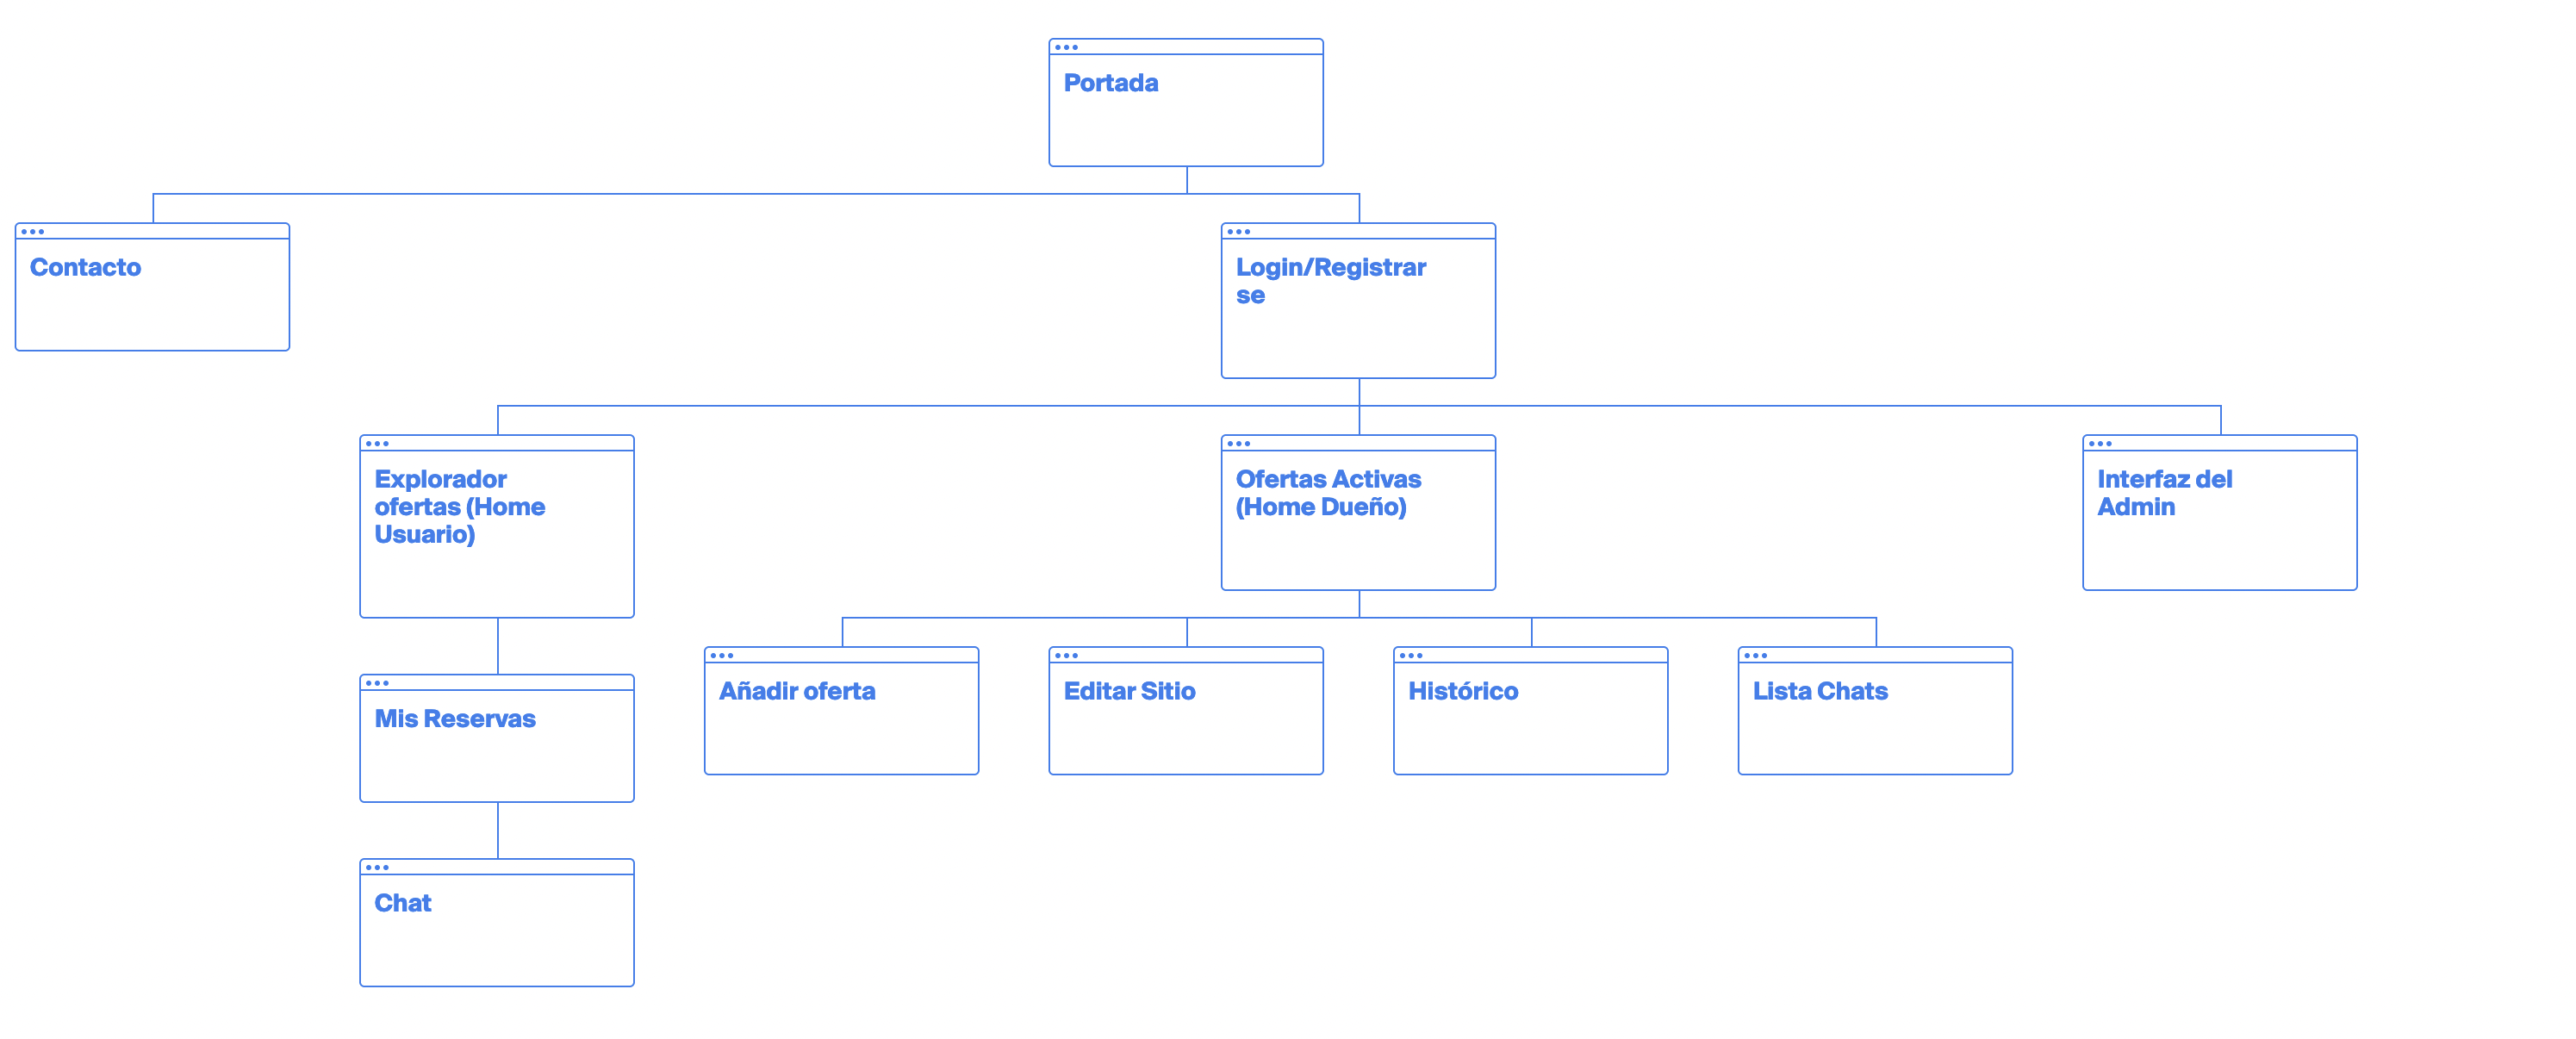 Portada
Contacto
Login/Registrar
se
Explorador
ofertas (Home
Usuario)
Ofertas Activas
(Home Dueño)
Interfaz del
Admin
Mis Reservas
Añadir oferta
Editar Sitio
Histórico
Lista Chats
Chat